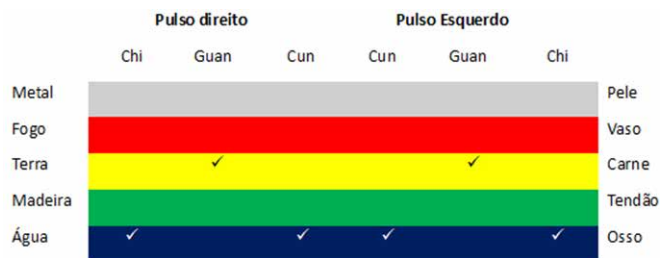 Pulso direito Pulso Esquerdo
Chi Guan Cun Cun Guan Chi
Metal Pele
Fogo Vaso
Terra ✓ ✓ Carne
Madeira Tendão
Água ✓ ✓ ✓ ✓ Osso